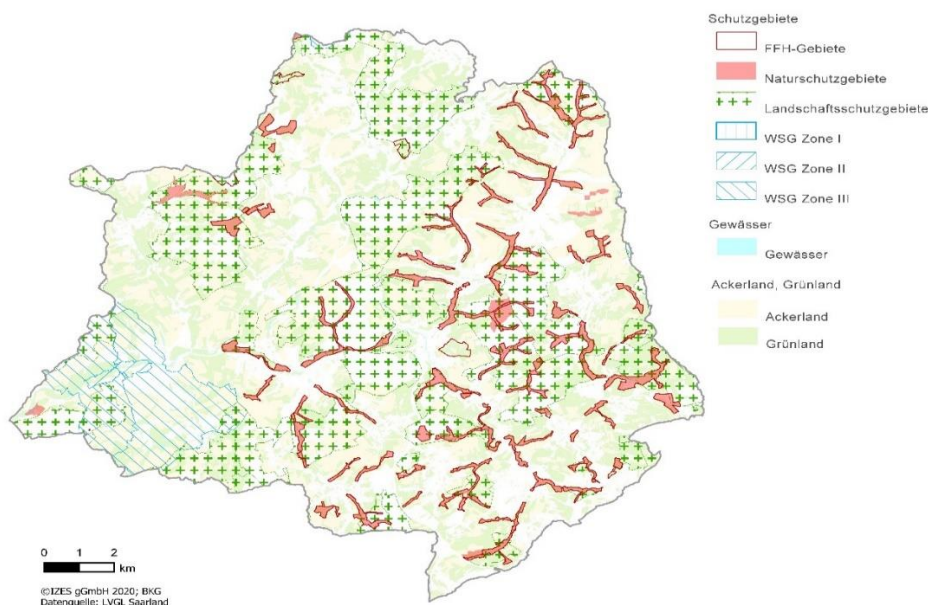 Schutzgebiete
FFH-Gebiete
Naturschutzgebiete
Landschaftsschutzgebiete
WSG Zone I
WSG Zone II
WSG Zone III
Gewässer
Gewässer
Ackerland, Grünland
Ackerland
Grünland
0 1 2
km
©IZES gGmbH 2020; BKG
Datenquelle: LVGL Saarland